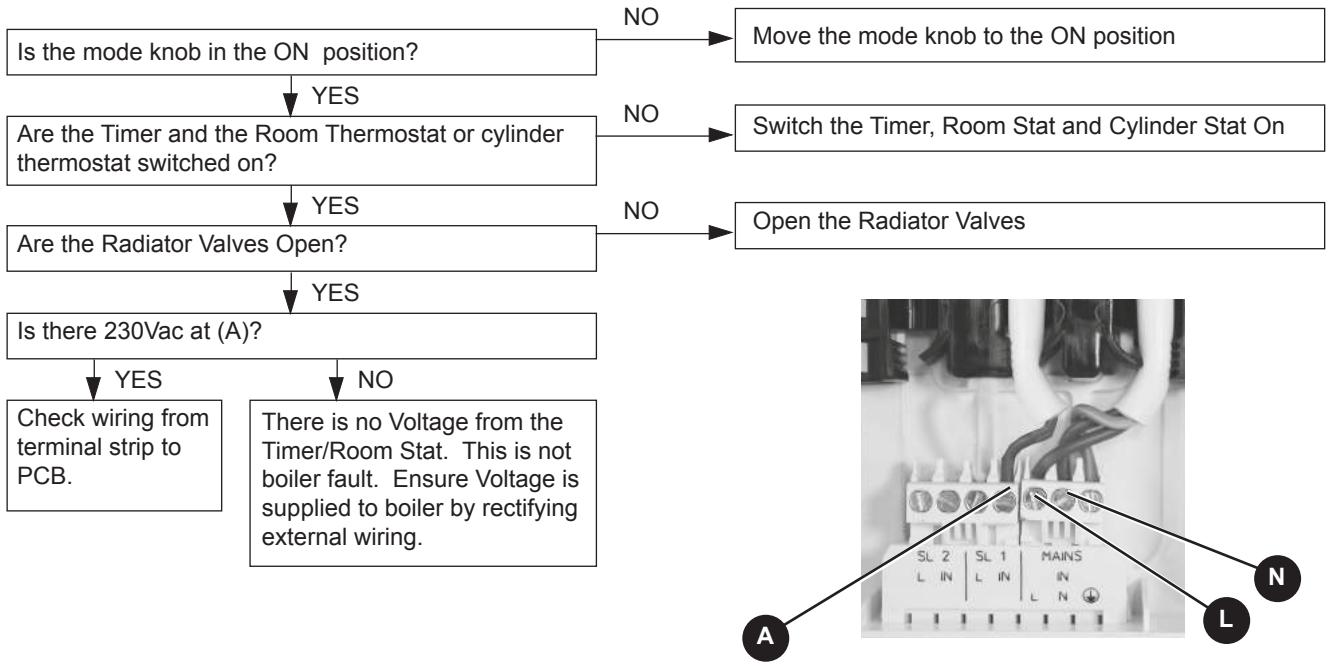 NO
Is the mode knob in the ON position?
Move the mode knob to the ON position
YES
NO
Are the Timer and the Room Thermostat or cylinder
thermostat switched on?
Switch the Timer, Room Stat and Cylinder Stat On
YES
NO
Are the Radiator Valves Open?
Open the Radiator Valves
YES
Is there 230Vac at (A)?
YES
NO
Check wiring from
terminal strip to
PCB.
There is no Voltage from the
Timer/Room Stat. This is not
boiler fault. Ensure Voltage is
supplied to boiler by rectifying
external wiring.
SL 2
SL 1
MAINS
L IN
L IN
IN
L N
N
L
A